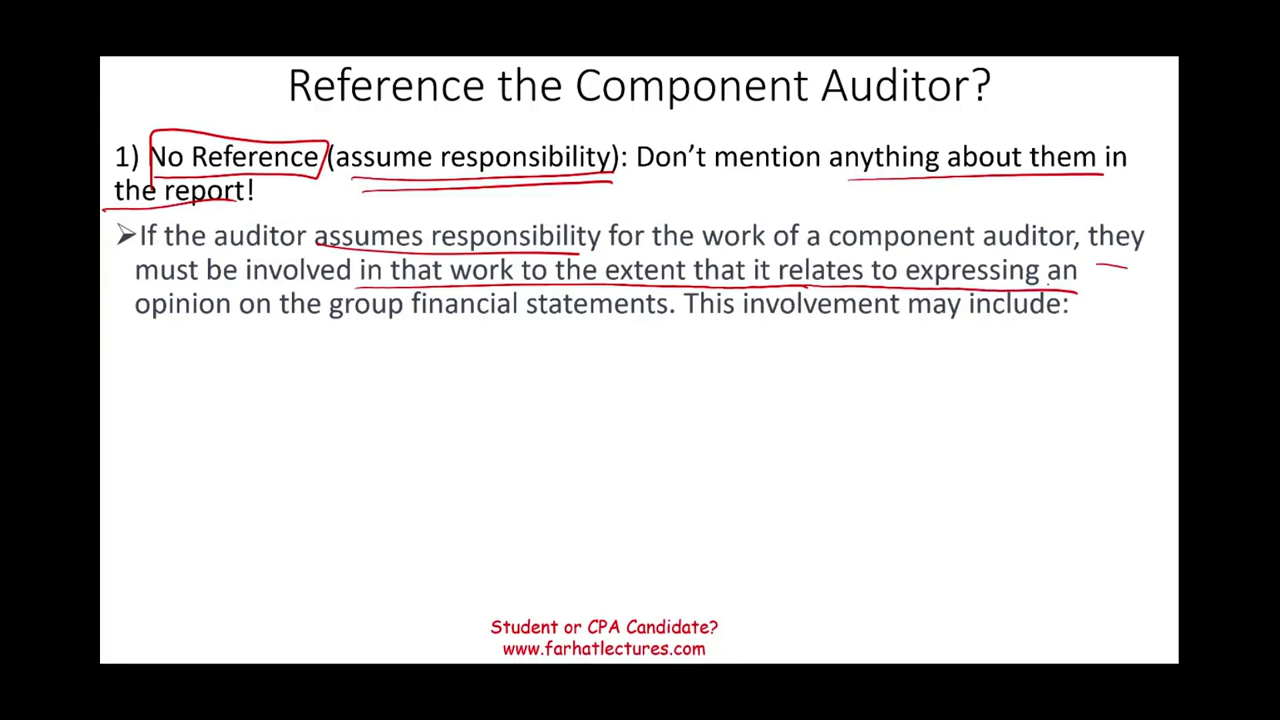 Reference the Component Auditor?
1) No Reference (assume responsibility): Don't mention anything about them in
the report!
➤If the auditor assumes responsibility for the work of a component auditor, they
must be involved in that work to the extent that it relates to expressing an
opinion on the group financial statements. This involvement may include:
Student or CPA Candidate?
www.farhatlectures.com